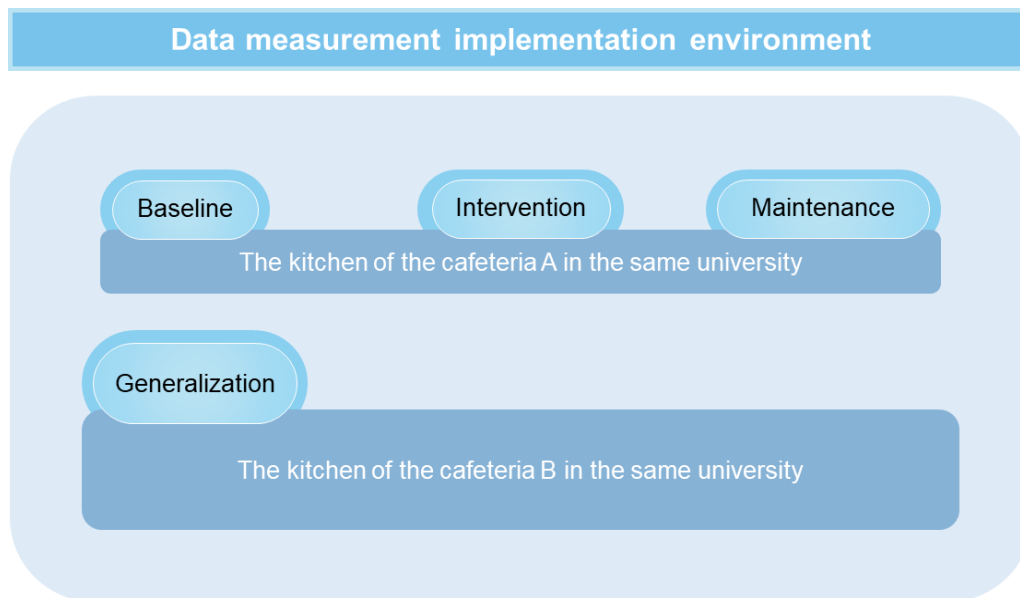 Data measurement implementation environment
Baseline
Intervention
Maintenance
The kitchen of the cafeteria A in the same university
Generalization
The kitchen of the cafeteria B in the same university